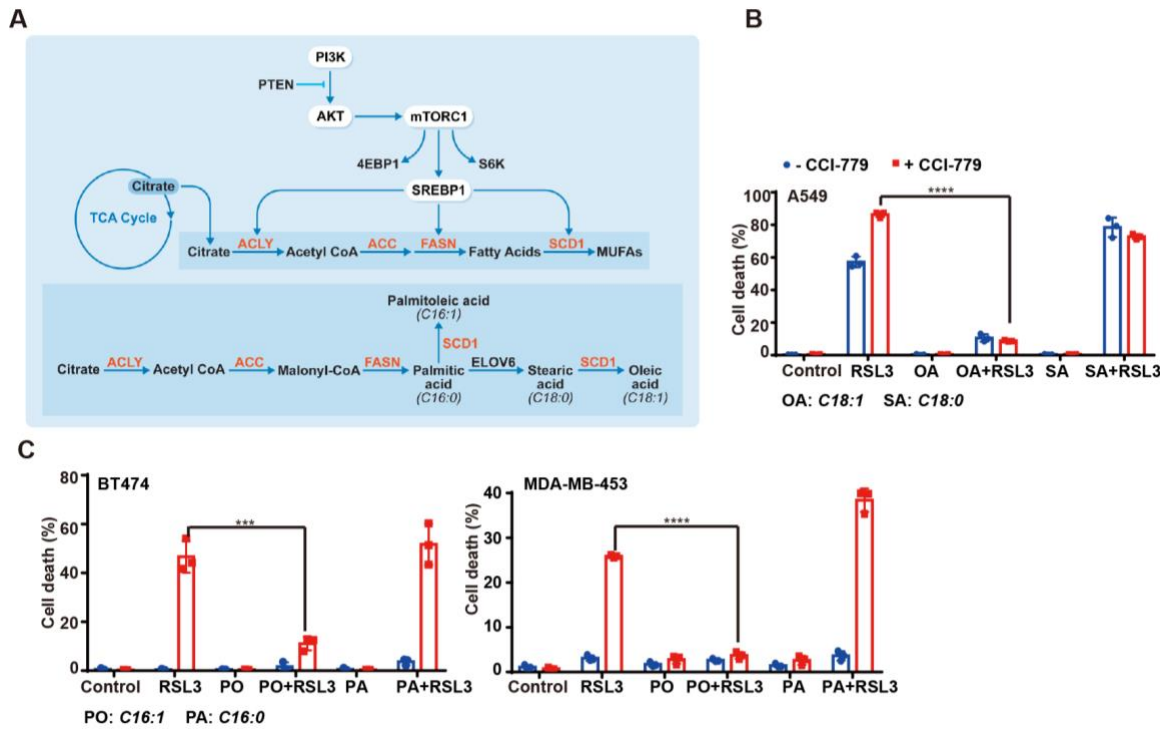 A
PI3K
PTEN
AKT
mTORC1
4EBP1
S6K
Citrate
SREBP1
TCA Cycle
ACLY
ACC
FASN
SCD1
Citrate
Acetyl CoA
Fatty Acids
MUFAs
Palmitoleic acid
(C16:1)
SCD1
ACLY
ACC
FASN
ELOV6
SCD1
Citrate
Acetyl CoA
Malonyl-CoA
Palmitic
acid
(C16:0)
Stearic
acid
(C18:0)
Oleic
acid
(C18:1)
B
- CCI-779
+ CCI-779
A549
****
Cell death (%)
100
80
60
40
20
0
Control RSL3 OA OA+RSL3 SA SA+RSL3
OA: C18:1 SA: C18:0
C
BT474
***
Cell death (%)
80
60
40
20
0
Control RSL3 PO PO+RSL3 PA PA+RSL3
PO: C16:1 PA: C16:0
MDA-MB-453
****
Cell death (%)
40
30
20
10
0
Control RSL3 PO PO+RSL3 PA PA+RSL3